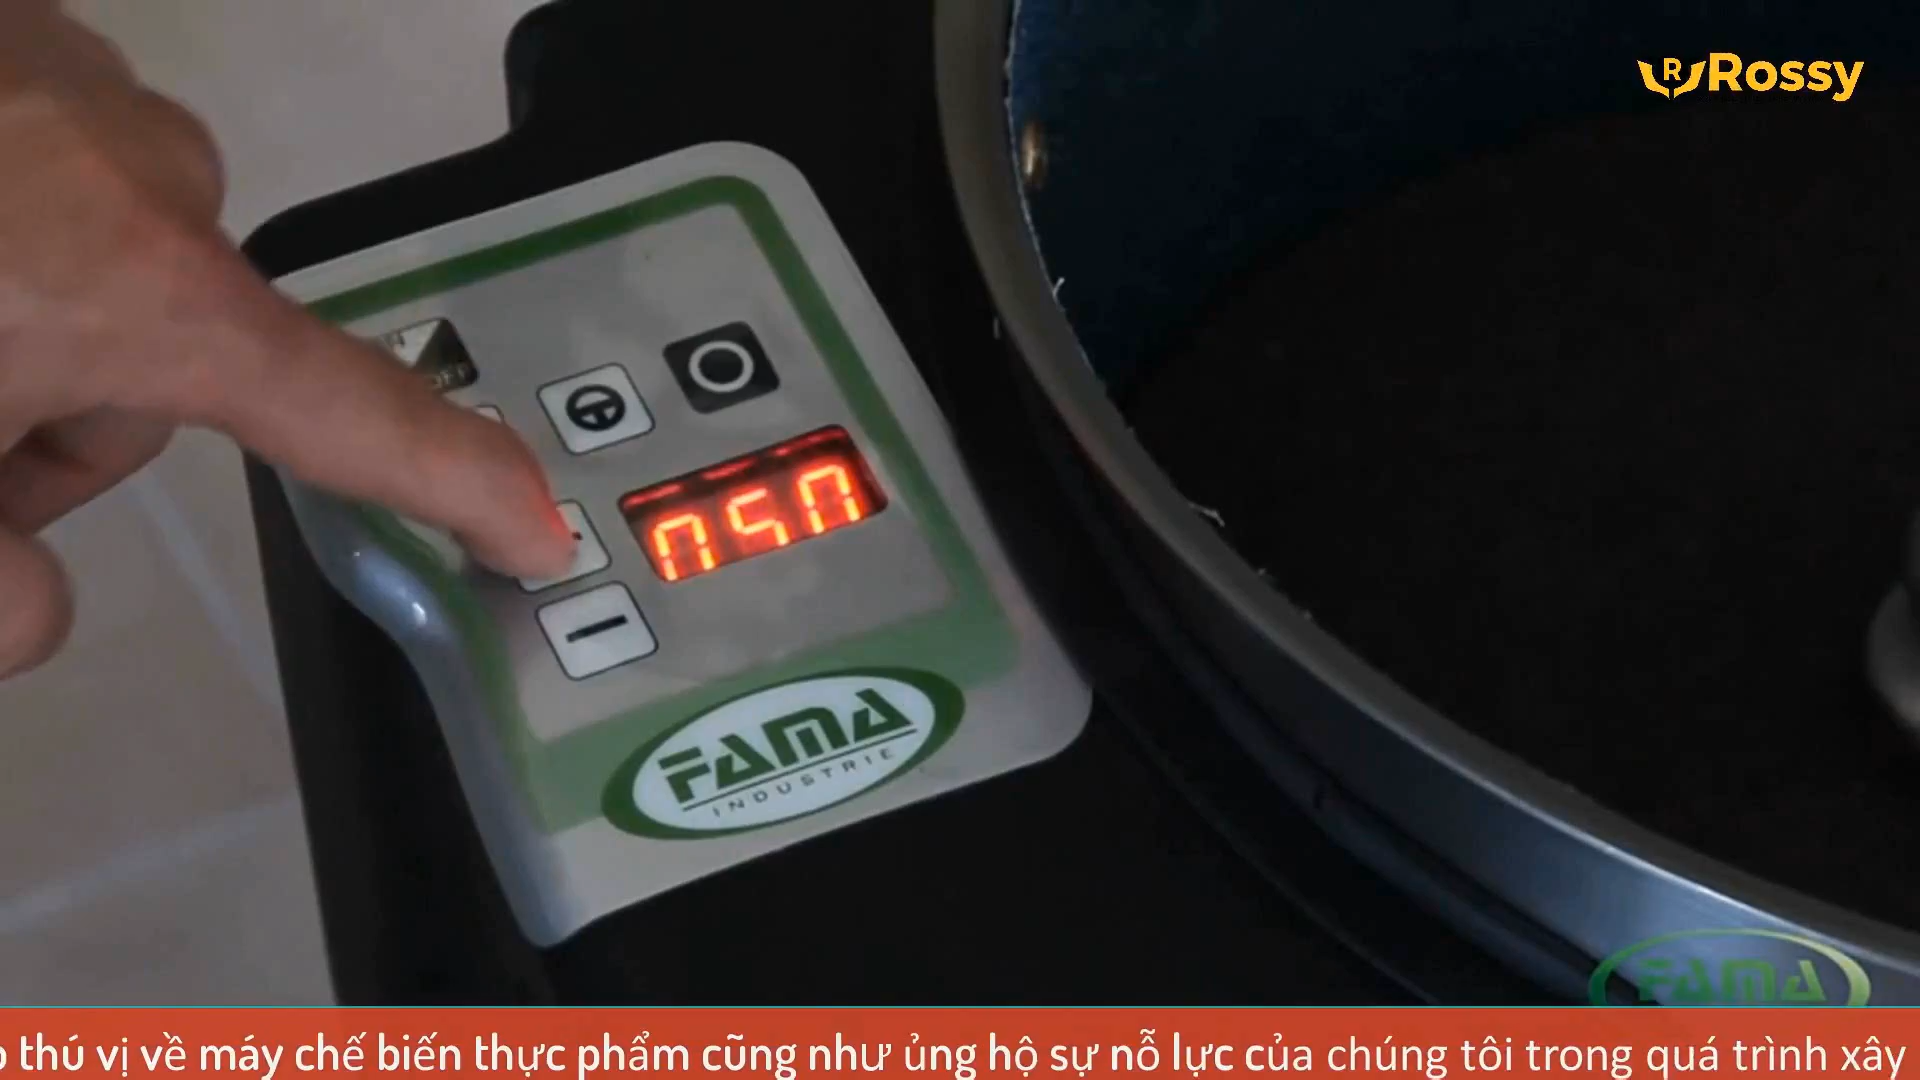 Rossy
OFF
FAMA
INDUSTRIE
FAMA
thú vị về máy chế biến thực phẩm cũng như ủng hộ sự nỗ lực của chúng tôi trong quá trình xây